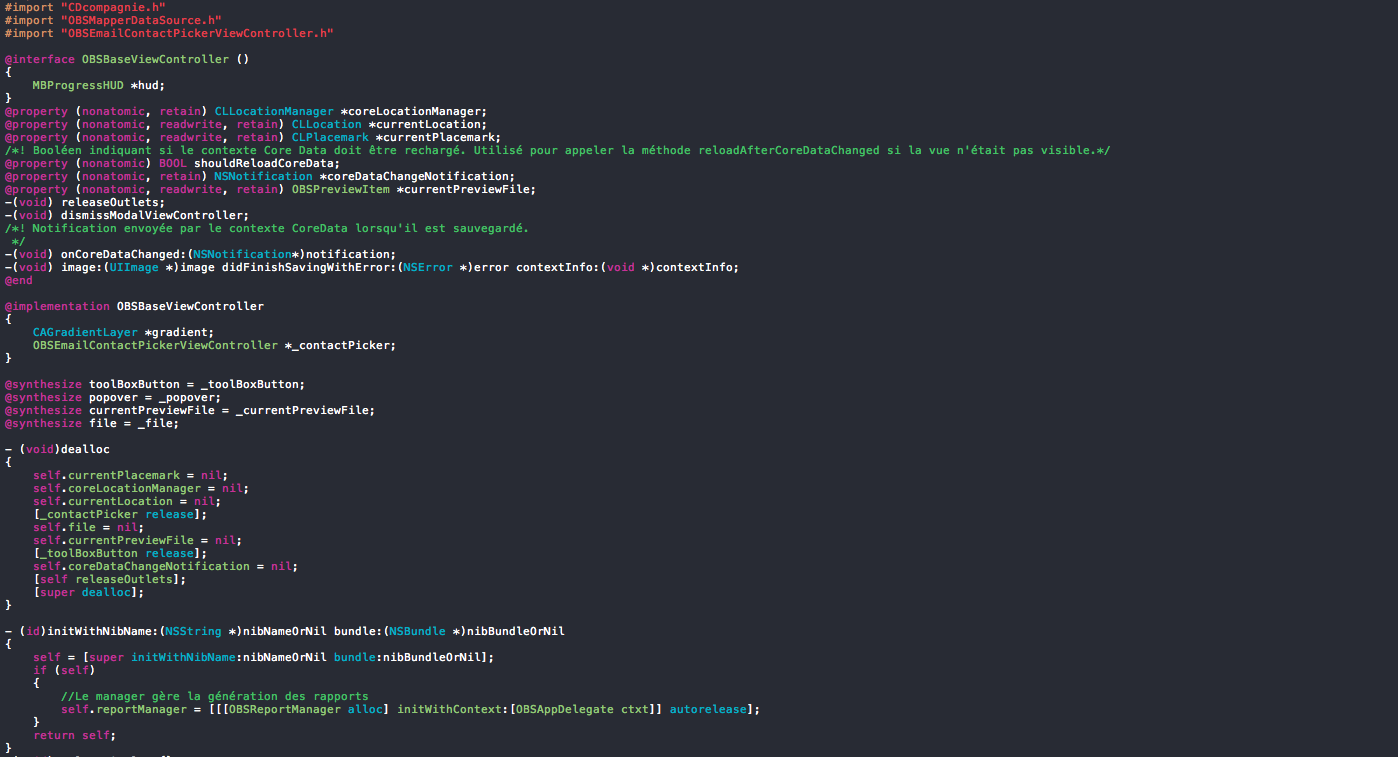 #import "CDcompagnie.h"
#import "OBSMapperDataSource.h"
#import "OBSEmailContactPickerViewController.h"
@interface OBSBaseViewController ()
{
MBProgressHUD *hud;
}
@property (nonatomic, retain) CLLocationManager *coreLocationManager;
@property (nonatomic, readwrite, retain) CLLocation *currentLocation;
@property (nonatomic, readwrite, retain) CLPlacemark *currentPlacemark;
/*! Booléen indiquant si le contexte Core Data doit être rechargé. Utilisé pour appeler la méthode reloadAfterCoreDataChanged si la vue n'était pas visible.*/
@property (nonatomic) BOOL shouldReloadCoreData;
@property (nonatomic, retain) NSNotification *coreDataChangeNotification;
@property (nonatomic, readwrite, retain) OBSPreviewItem *currentPreviewFile;
-(void) releaseOutlets;
-(void) dismissModalViewController;
/*! Notification envoyée par le contexte CoreData lorsqu'il est sauvegardé.
*/
-(void) onCoreDataChanged:(NSNotification*)notification;
-(void) image:(UIImage *)image didFinishSavingWithError:(NSError *)error contextInfo:(void *)contextInfo;
@end
@implementation OBSBaseViewController
{
CAGradientLayer *gradient;
OBSEmailContactPickerViewController *_contactPicker;
}
@synthesize toolBoxButton = _toolBoxButton;
@synthesize popover = _popover;
@synthesize currentPreviewFile = _currentPreviewFile;
@synthesize file = _file;
- (void)dealloc
{
self.currentPlacemark = nil;
self.coreLocationManager = nil;
self.currentLocation = nil;
[_contactPicker release];
self.file = nil;
self.currentPreviewFile = nil;
[_toolBoxButton release];
self.coreDataChangeNotification = nil;
[self releaseOutlets];
[super dealloc];
}
- (id)initWithNibName:(NSString *)nibNameOrNil bundle:(NSBundle *)nibBundleOrNil
{
self = [super initWithNibName:nibNameOrNil bundle:nibBundleOrNil];
if (self)
{
//Le manager gère la génération des rapports
self.reportManager = [[[OBSReportManager alloc] initWithContext:[OBSAppDelegate ctxt]] autorelease];
}
return self;
}